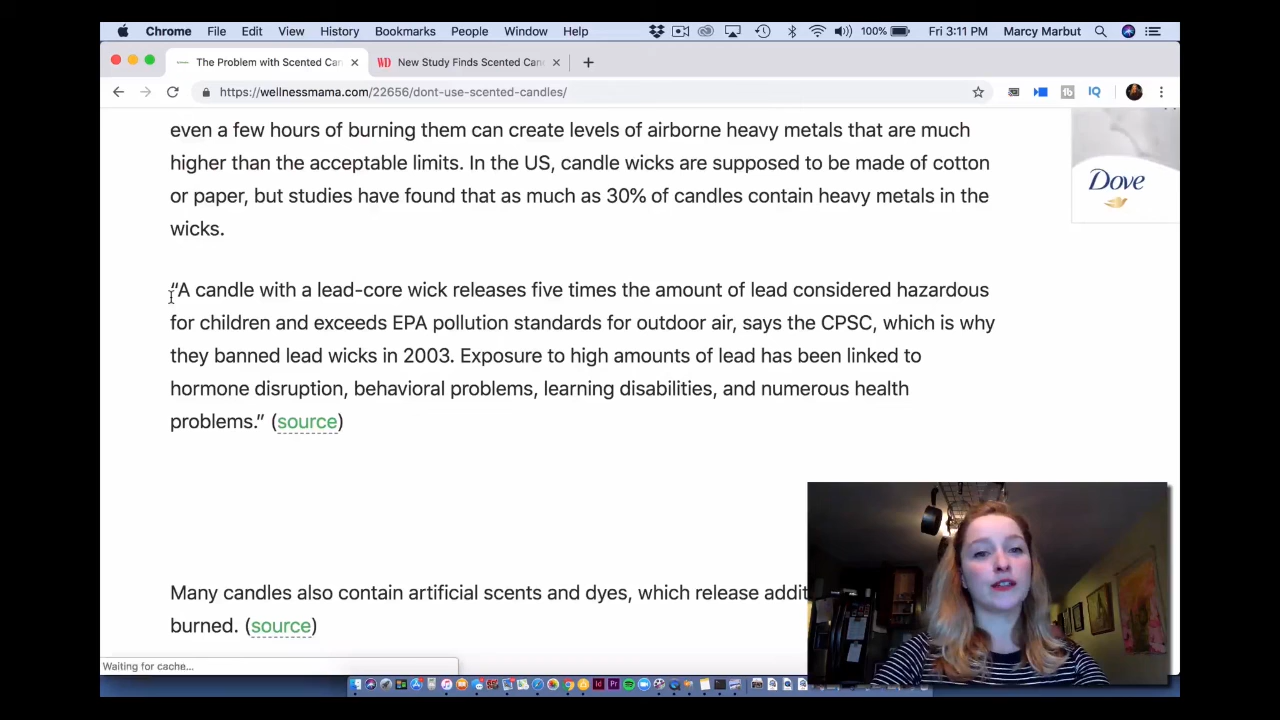 Chrome File Edit View History Bookmarks People Window Help 100% Fri 3:11 PM Marcy Marbut
The Problem with Scented Can
WD New Study Finds Scented Canc
https://wellnessmama.com/22656/dont-use-scented-candles/
fb IQ
even a few hours of burning them can create levels of airborne heavy metals that are much
higher than the acceptable limits. In the US, candle wicks are supposed to be made of cotton
or paper, but studies have found that as much as 30% of candles contain heavy metals in the
wicks.
Dove
“A candle with a lead-core wick releases five times the amount of lead considered hazardous
for children and exceeds EPA pollution standards for outdoor air, says the CPSC, which is why
they banned lead wicks in 2003. Exposure to high amounts of lead has been linked to
hormone disruption, behavioral problems, learning disabilities, and numerous health
problems.” (source)
Many candles also contain artificial scents and dyes, which release addit
burned. (source)
Waiting for cache...
Id Pr